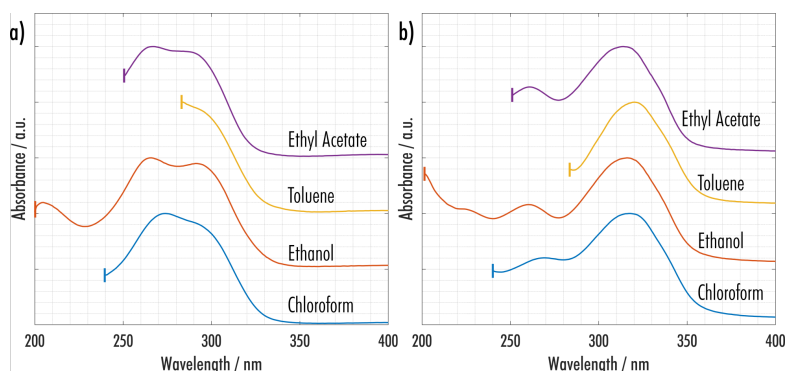 a)
Absorbance / a.u.
Ethyl Acetate
Toluene
Ethanol
Chloroform
200 250 300 350 400
Wavelength / nm
b)
Absorbance / a.u.
Ethyl Acetate
Toluene
Ethanol
Chloroform
200 250 300 350 400
Wavelength / nm